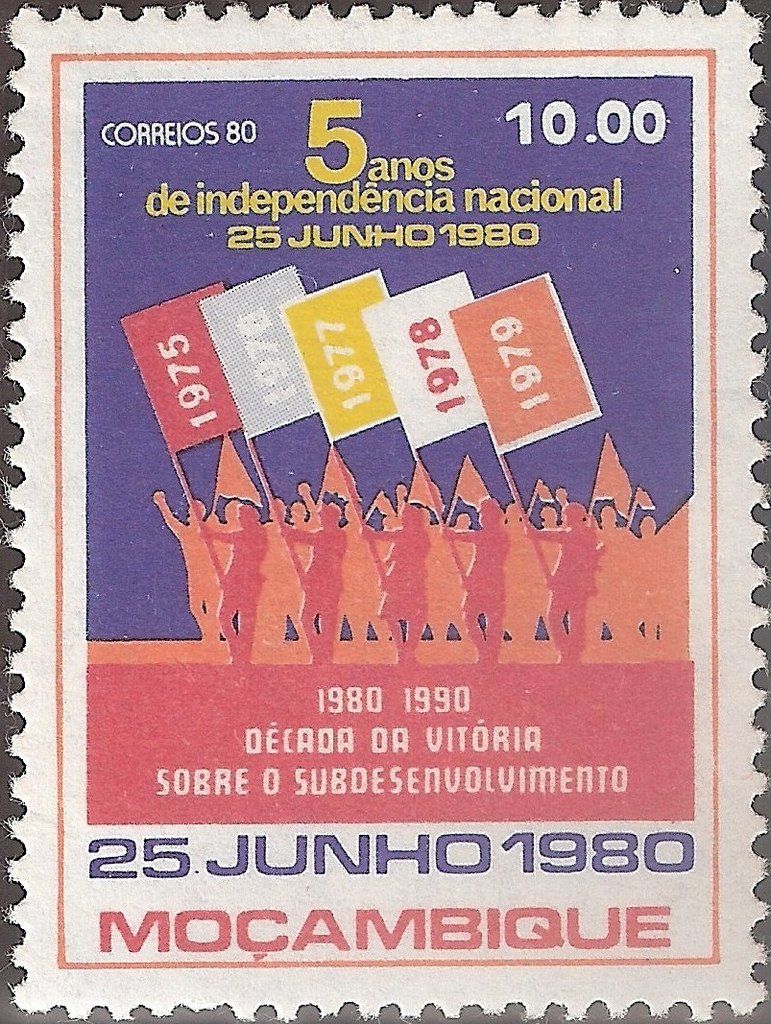 CORREIOS 80
10.00
5 anos
de independência nacional
25 JUNHO 1980
1975
1976
1977
1978
1979
1980 1990
DÉCADA DA VITÓRIA
SOBRE O SUBDESENVOLVIMENTO
25 JUNHO 1980
MOÇAMBIQUE